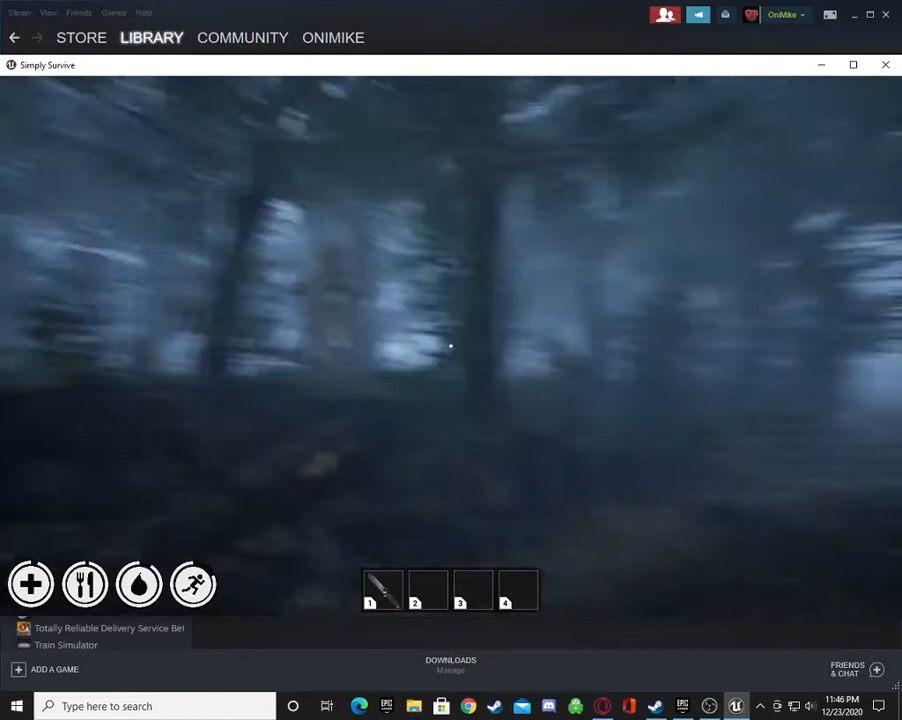 Steam View Friends Games Help
OniMike
STORE LIBRARY COMMUNITY ONIMIKE
Simply Survive
1 2 3 4
Totally Reliable Delivery Service Bet
Train Simulator
ADD A GAME
DOWNLOADS
Manage
FRIENDS
& CHAT
Type here to search
EPIC
EPIC
11:46 PM
12/23/2020